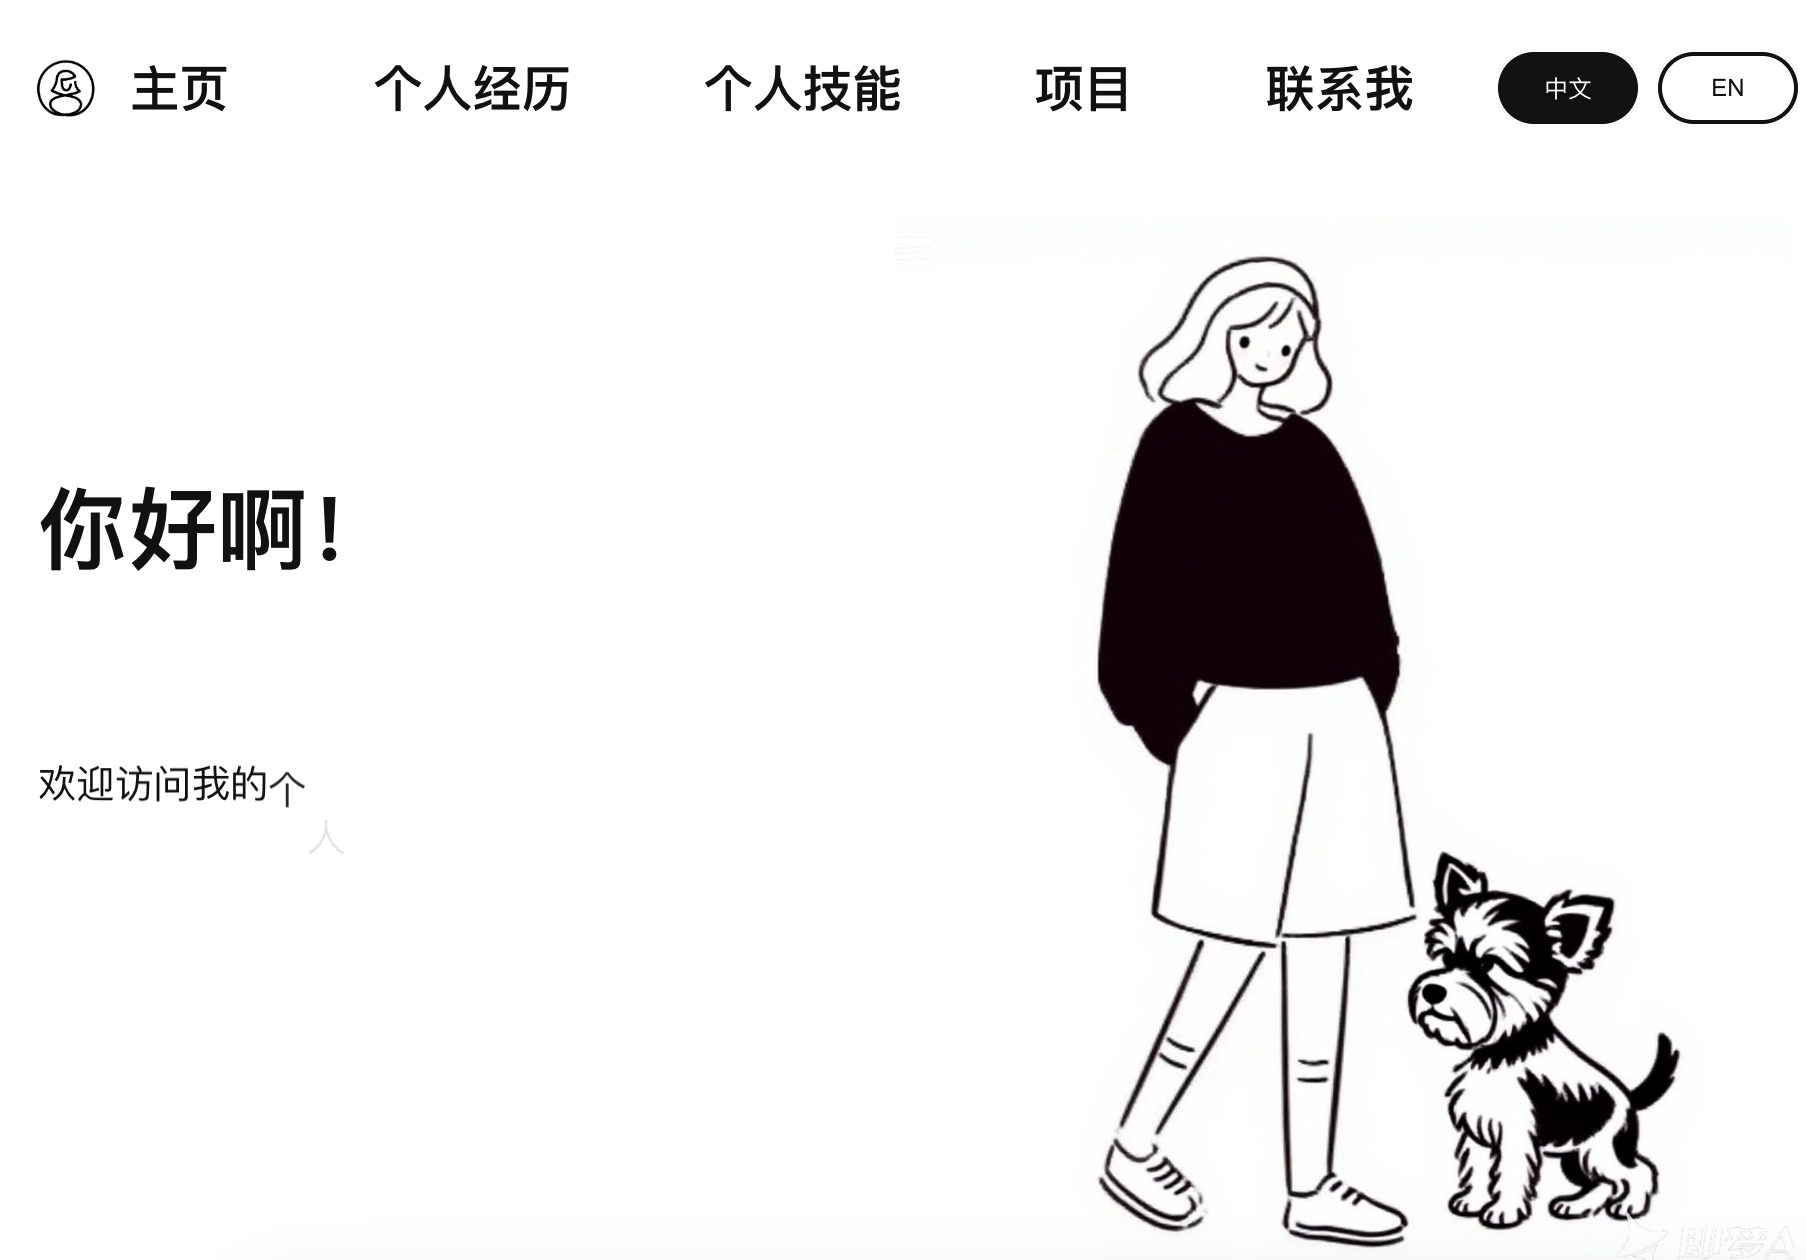 主页 个人经历 个人技能 项目 联系我 中文 EN
你好啊！
欢迎访问我的个
人
即梦A